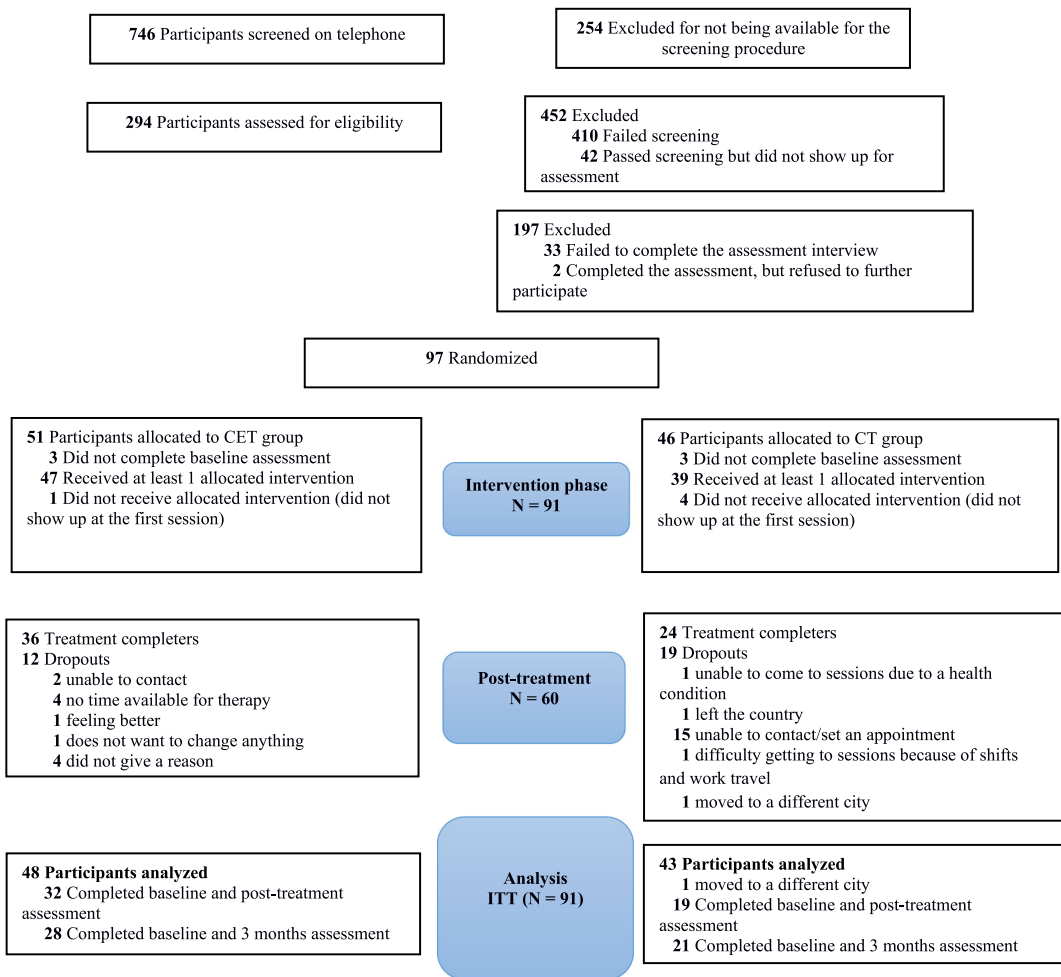 746 Participants screened on telephone
254 Excluded for not being available for the
screening procedure
294 Participants assessed for eligibility
452 Excluded
410 Failed screening
42 Passed screening but did not show up for
assessment
197 Excluded
33 Failed to complete the assessment interview
2 Completed the assessment, but refused to further
participate
97 Randomized
51 Participants allocated to CET group
3 Did not complete baseline assessment
47 Received at least 1 allocated intervention
1 Did not receive allocated intervention (did not
show up at the first session)
Intervention phase
N = 91
46 Participants allocated to CT group
3 Did not complete baseline assessment
39 Received at least 1 allocated intervention
4 Did not receive allocated intervention (did not
show up at the first session)
36 Treatment completers
12 Dropouts
2 unable to contact
4 no time available for therapy
1 feeling better
1 does not want to change anything
4 did not give a reason
Post-treatment
N = 60
24 Treatment completers
19 Dropouts
1 unable to come to sessions due to a health
condition
1 left the country
15 unable to contact/set an appointment
1 difficulty getting to sessions because of shifts
and work travel
1 moved to a different city
48 Participants analyzed
32 Completed baseline and post-treatment
assessment
28 Completed baseline and 3 months assessment
Analysis
ITT (N = 91)
43 Participants analyzed
1 moved to a different city
19 Completed baseline and post-treatment
assessment
21 Completed baseline and 3 months assessment